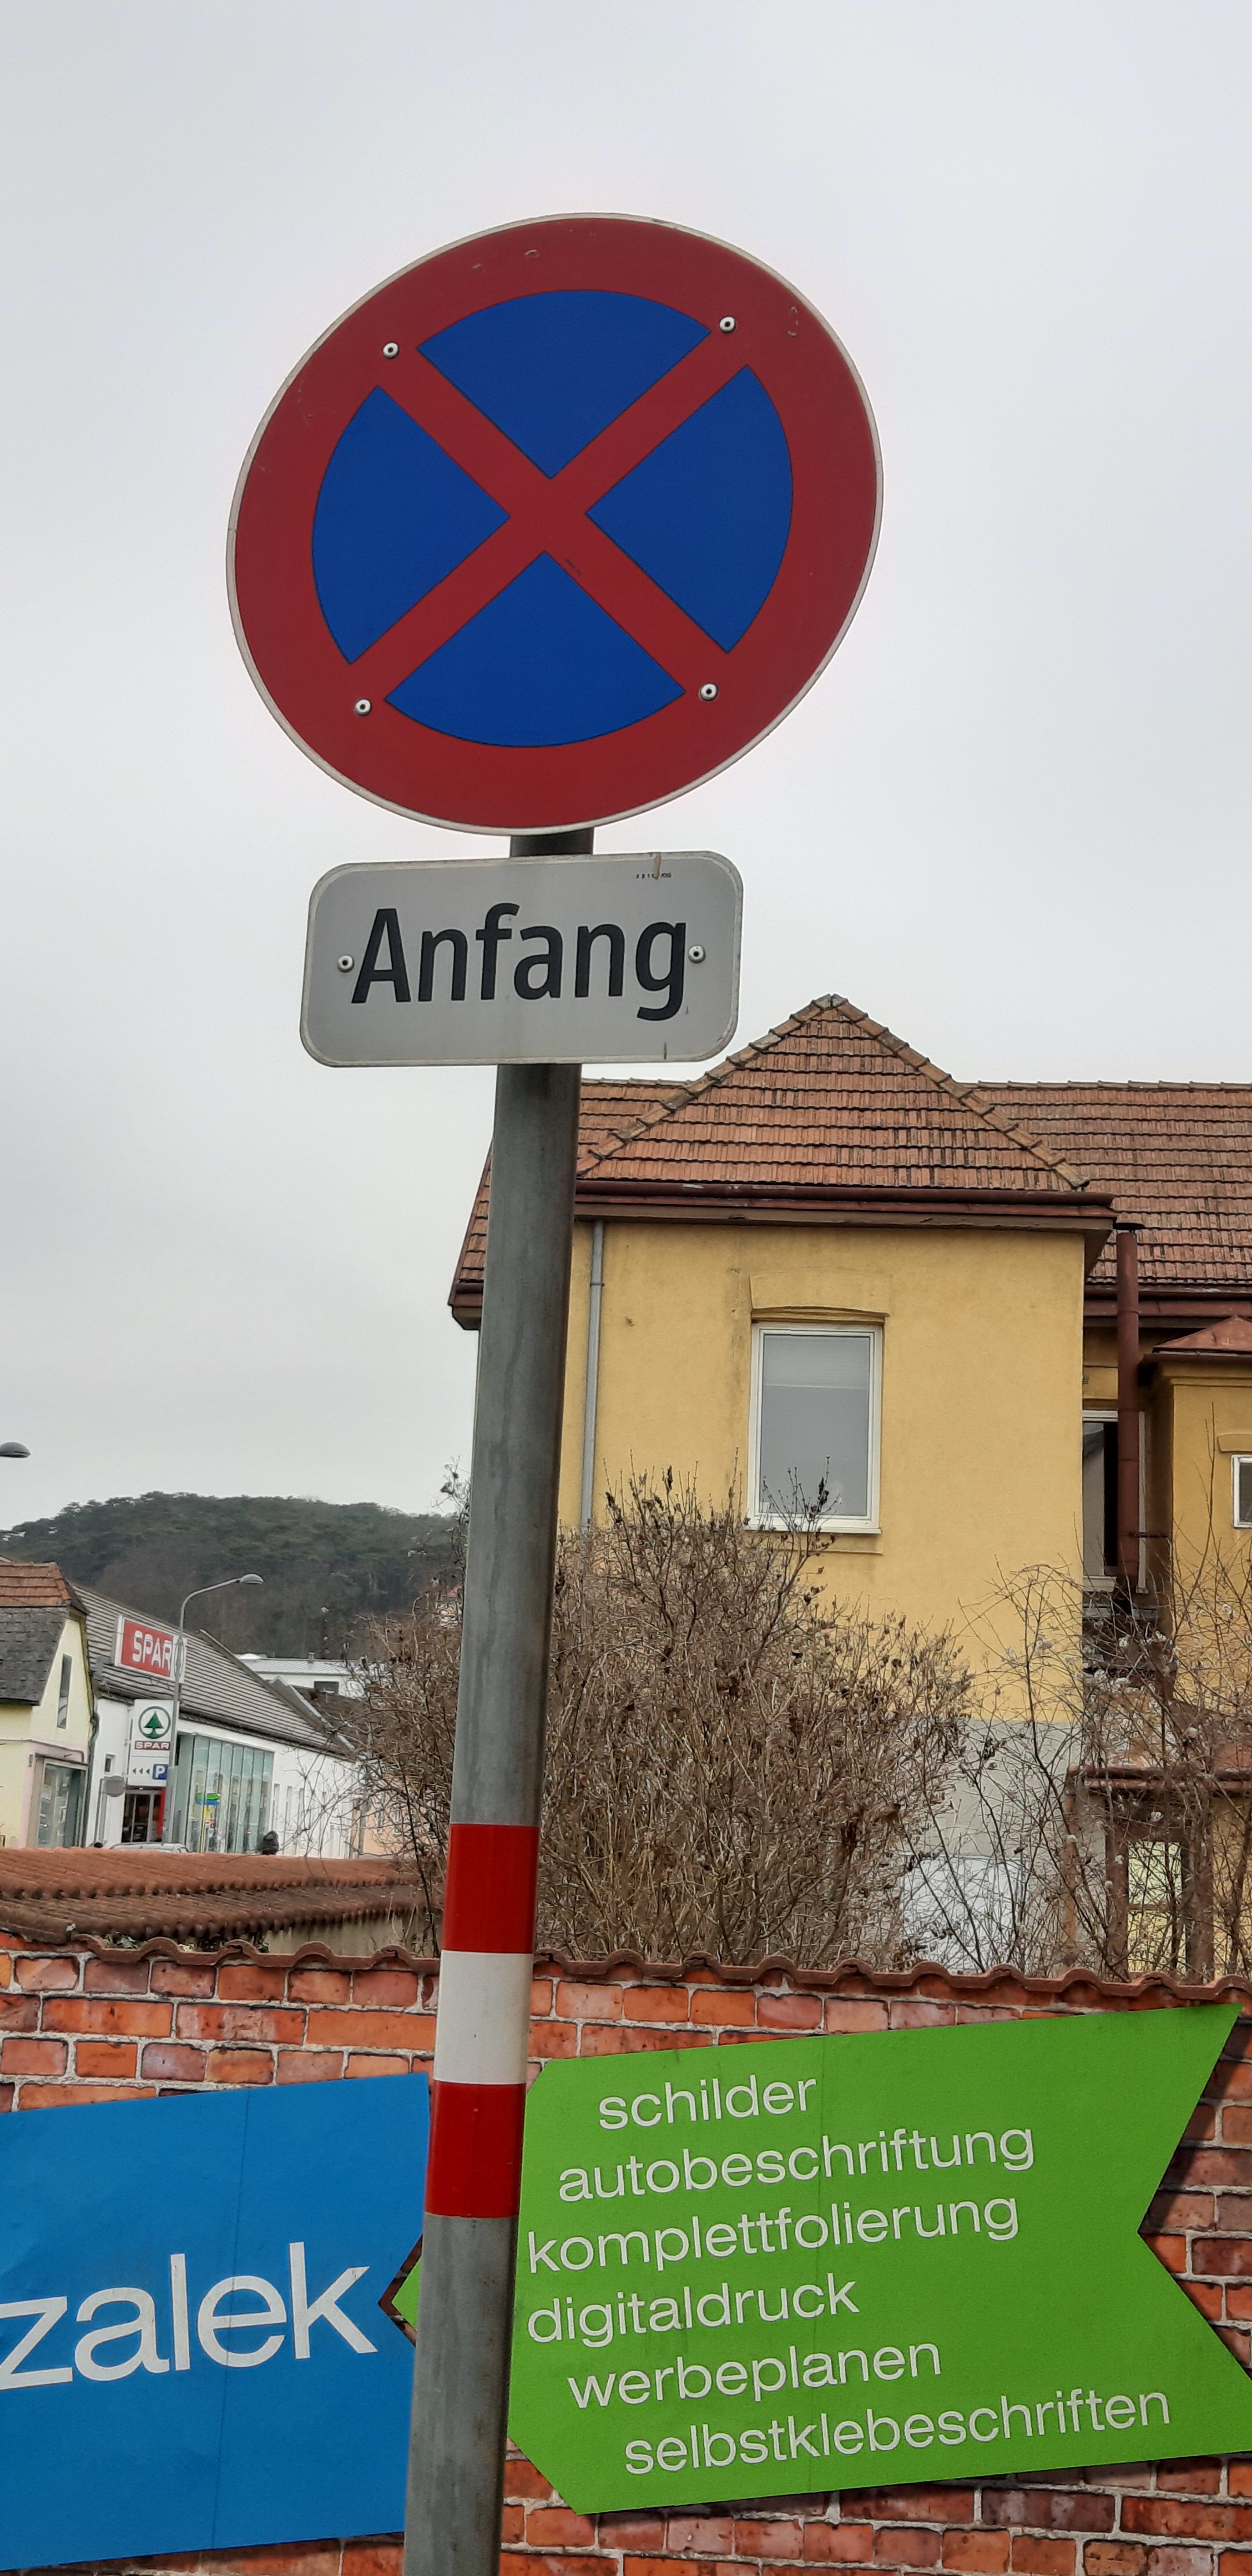 Anfang
SPAR
SPAR
P
zalek
schilder
autobeschriftung
komplettfolierung
digitaldruck
werbeplanen
selbstklebeschriften